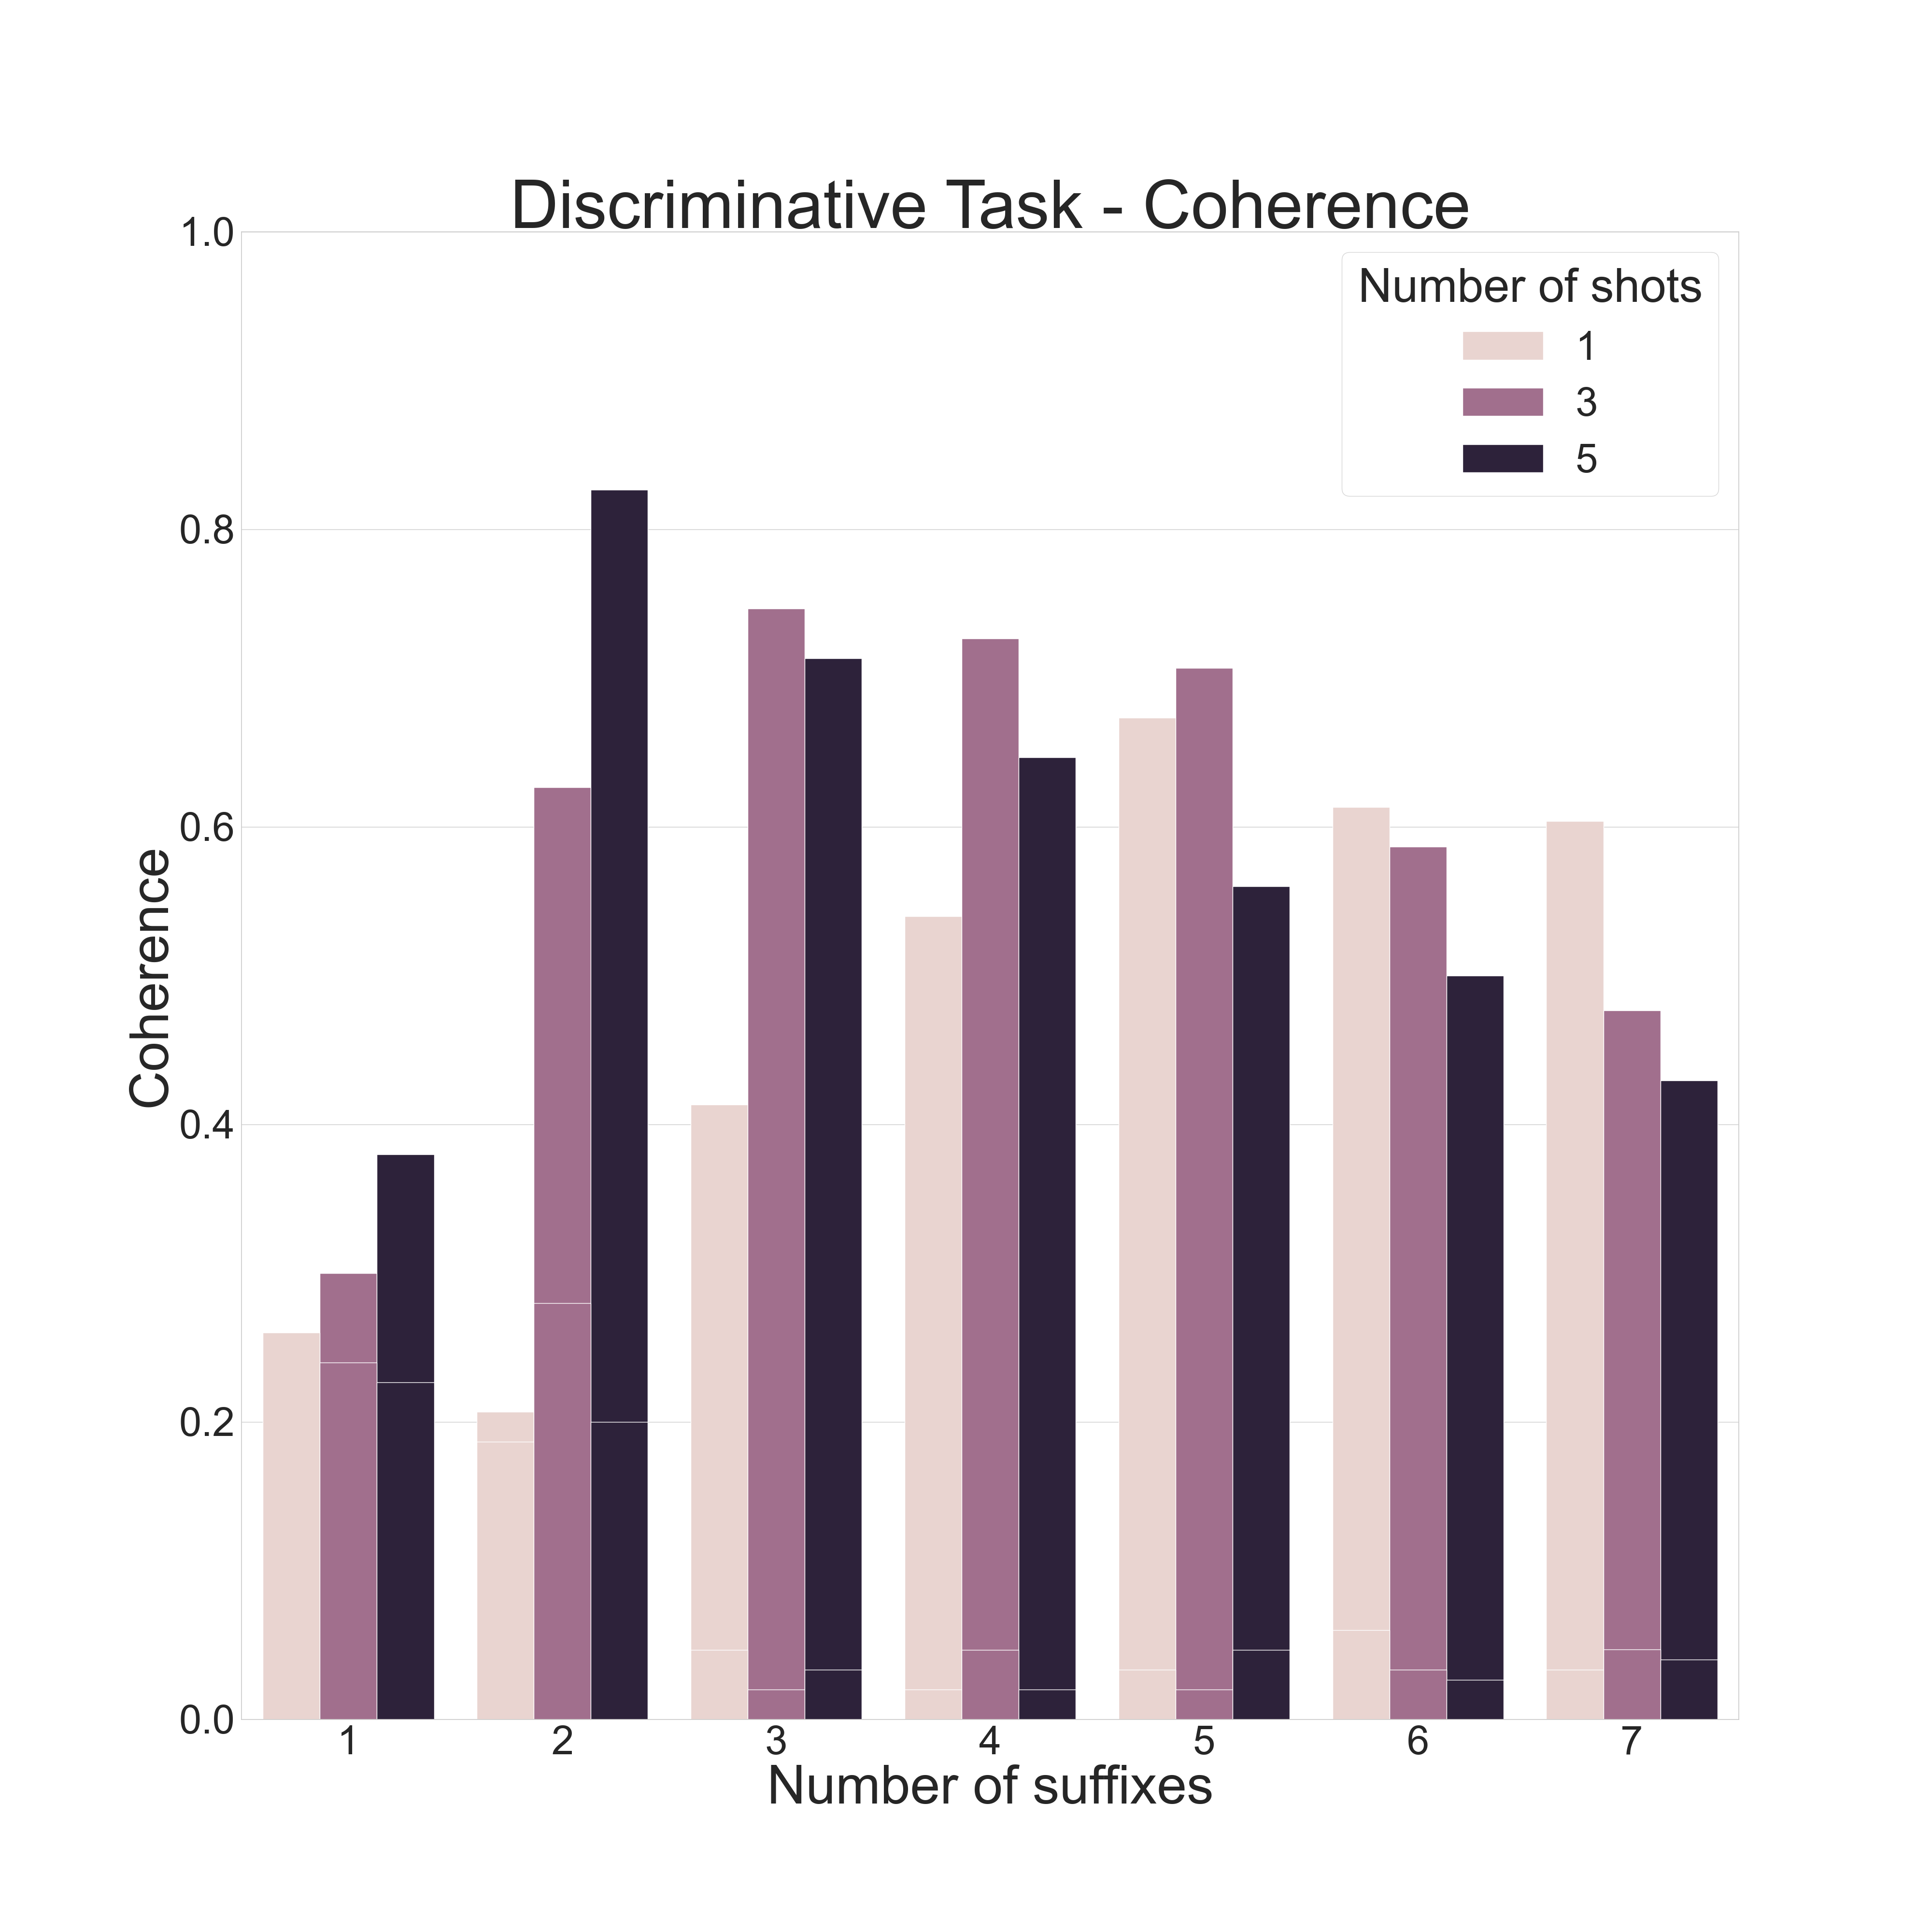 Discriminative Task - Coherence
Number of shots
1
3
5
Coherence
1.0
0.8
0.6
0.4
0.2
0.0
1 2 3 4 5 6 7
Number of suffixes